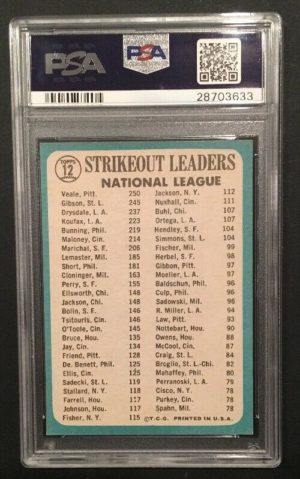 PSA
PSA
28703633
TOPPS
12
STRIKEOUT LEADERS
NATIONAL LEAGUE
Veale, Pitt. 250
Gibson, St. L. 245
Drysdale, L. A. 237
Koufax, L. A. 223
Bunning, Phil. 219
Maloney, Cin. 214
Marichal, S. F. 206
Lemaster, Mil. 185
Short, Phil. 181
Cloninger, Mil. 163
Perry, S. F. 155
Ellsworth, Chi. 148
Jackson, Chi. 148
Bolin, S. F. 146
Tsitouris, Cin. 146
O'Toole, Cin. 145
Bruce, Hou. 135
Jay, Cin. 134
Friend, Pitt. 128
De. Benett, Phil. 125
Ellis, Cin. 125
Sadecki, St. L. 119
Stallard, N. Y. 118
Farrell, Hou. 117
Johnson, Hou. 117
Fisher, N. Y. 115
Jackson, N. Y. 112
Nuxhall, Cin. 111
Buhl, Chi. 107
Ortega, L. A. 107
Hendley, S. F. 104
Simmons, St. L. 104
Fischer, Mil. 99
Herbel, S. F. 98
Gibbon, Pitt. 97
Moeller, L. A. 97
Baldschun, Phil. 96
Culp, Phil. 96
Sadowski, Mil. 96
R. Miller, L. A. 94
Law, Pitt. 93
Nottebart, Hou. 90
Owens, Hou. 88
McCool, Cin. 87
Craig, St. L. 84
Broglio, St. L.-Chi. 82
Mahaffey, Phil. 80
Perranoski, L. A. 79
Cisco, N. Y. 78
Purkey, Cin. 78
Spahn, Mil. 78
©T.C.G. PRINTED IN U.S.A.